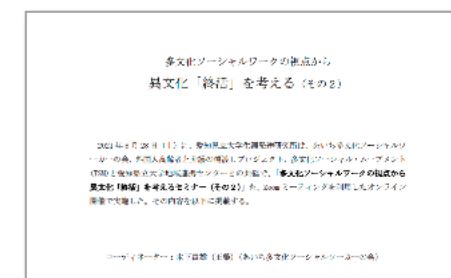 多文化ソーシャルワークの視点から
異文化「終活」を考える(その2)
2021年8月28日(土)に、愛知県立大学生涯発達研究所は、あいち多文化ソーシャルワ
ーカーの会、外国人高齢者と介護の橋渡しプロジェクト、多文化ソーシャル・ムーブメント
と愛知県立大学地域連携センターとの共催で、「多文化ソーシャルワークの視点から
異文化「終活」を考えるセミナー(その2)」を、Zoomミーティングを利用したオンライン
開催で実施した。その内容を以下に掲載する。
コーディネーター:木下(あいち多文化ソーシャルワーカーの会)